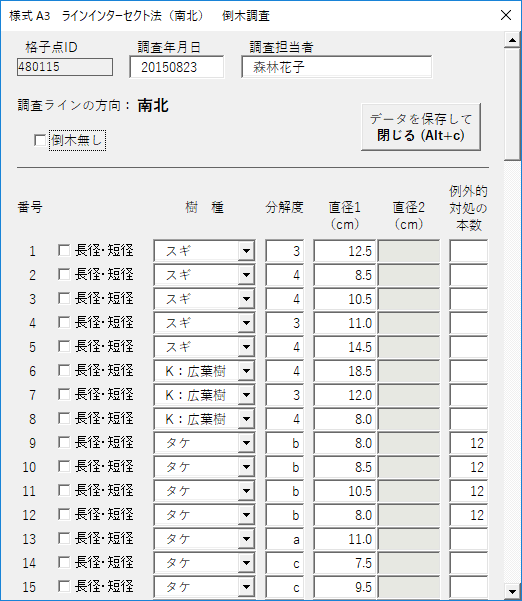 様式A3　ラインインターセクト法（南北）　倒木調査
格子点ID　調査年月日　調査担当者
480115　20150823　森林花子
調査ラインの方向： 南北
倒木無し
データを保存して
閉じる (Alt+c)
番号　樹　種　分解度　直径1（cm）　直径2（cm）　例外的対処の本数
1　長径･短径　スギ　3　12.5
2　長径･短径　スギ　4　8.5
3　長径･短径　スギ　4　10.5
4　長径･短径　スギ　3　11.0
5　長径･短径　スギ　4　14.5
6　長径･短径　K：広葉樹　4　18.5
7　長径･短径　K：広葉樹　3　12.0
8　長径･短径　K：広葉樹　4　8.0
9　長径･短径　タケ　b　8.0　12
10　長径･短径　タケ　b　8.5　12
11　長径･短径　タケ　b　10.5　12
12　長径･短径　タケ　b　8.0　12
13　長径･短径　タケ　a　11.0
14　長径･短径　タケ　c　7.5
15　長径･短径　タケ　c　9.5